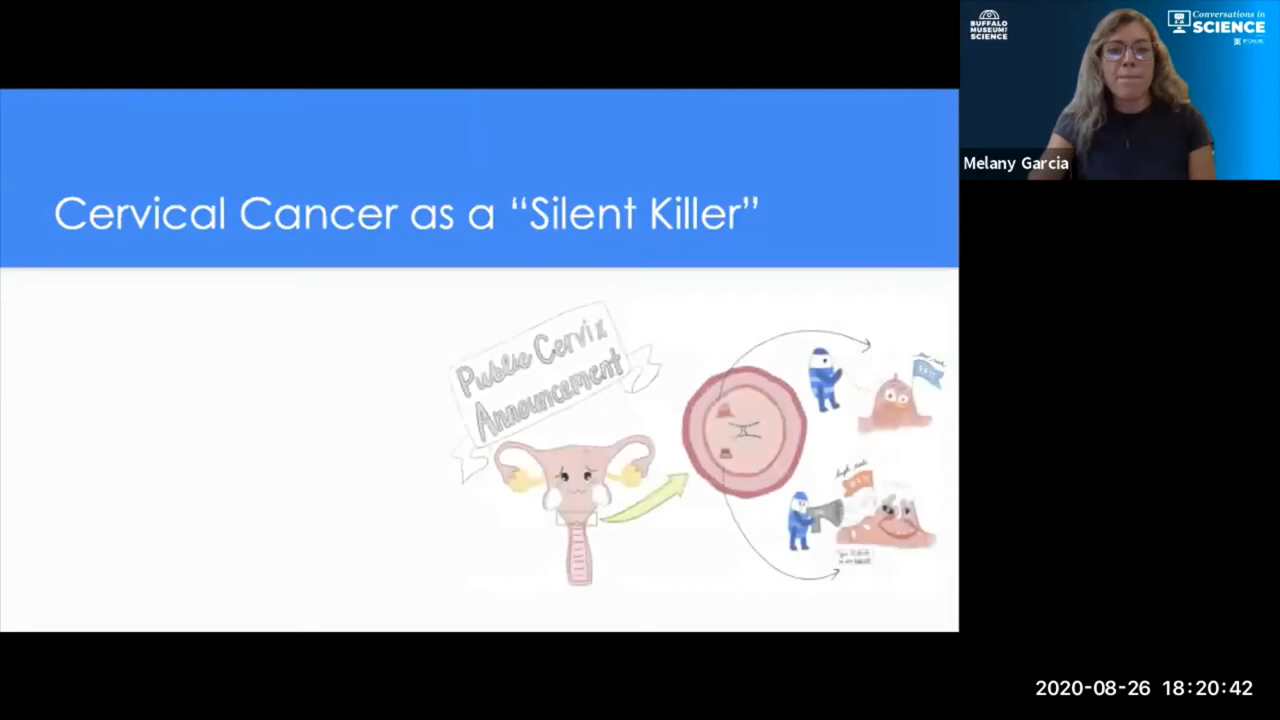 BUFFALO
MUSEUM
SCIENCE
Conversations in
SCIENCE
Melany Garcia
Cervical Cancer as a “Silent Killer”
Public Cervix
Announcement
2020-08-26 18:20:42